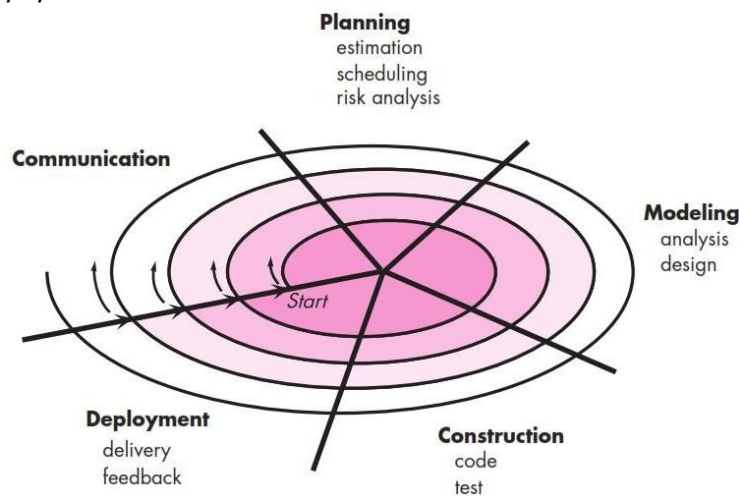 Planning
estimation
scheduling
risk analysis
Communication
Modeling
analysis
design
Start
Deployment
delivery
feedback
Construction
code
test